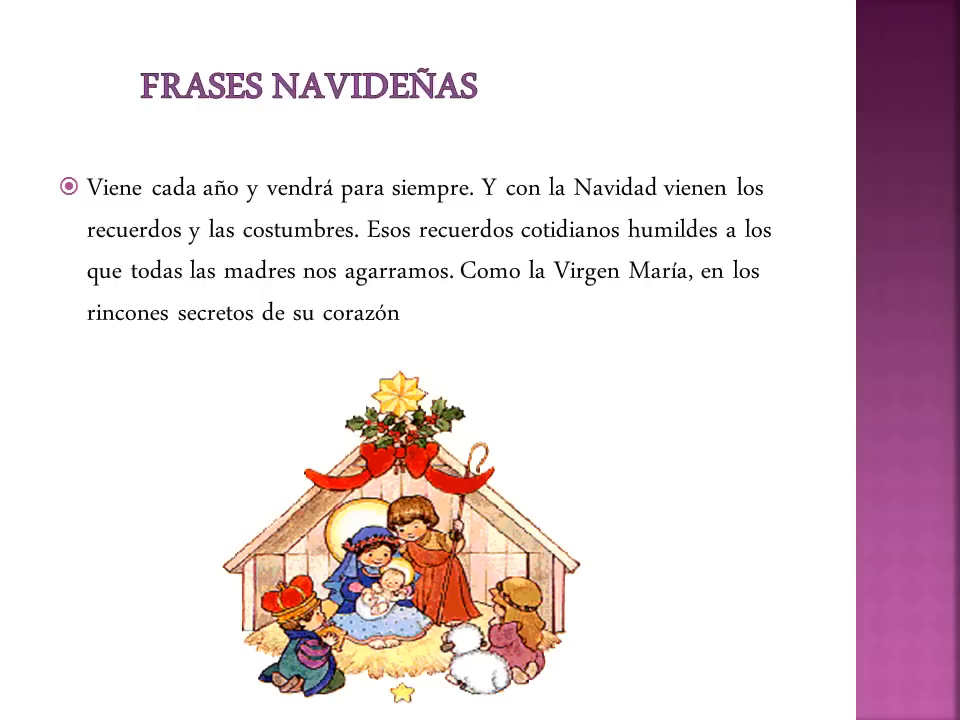 FRASES NAVIDEÑAS
Viene cada año y vendrá para siempre. Y con la Navidad vienen los
recuerdos y las costumbres. Esos recuerdos cotidianos humildes a los
que todas las madres nos agarramos. Como la Virgen María, en los
rincones secretos de su corazón